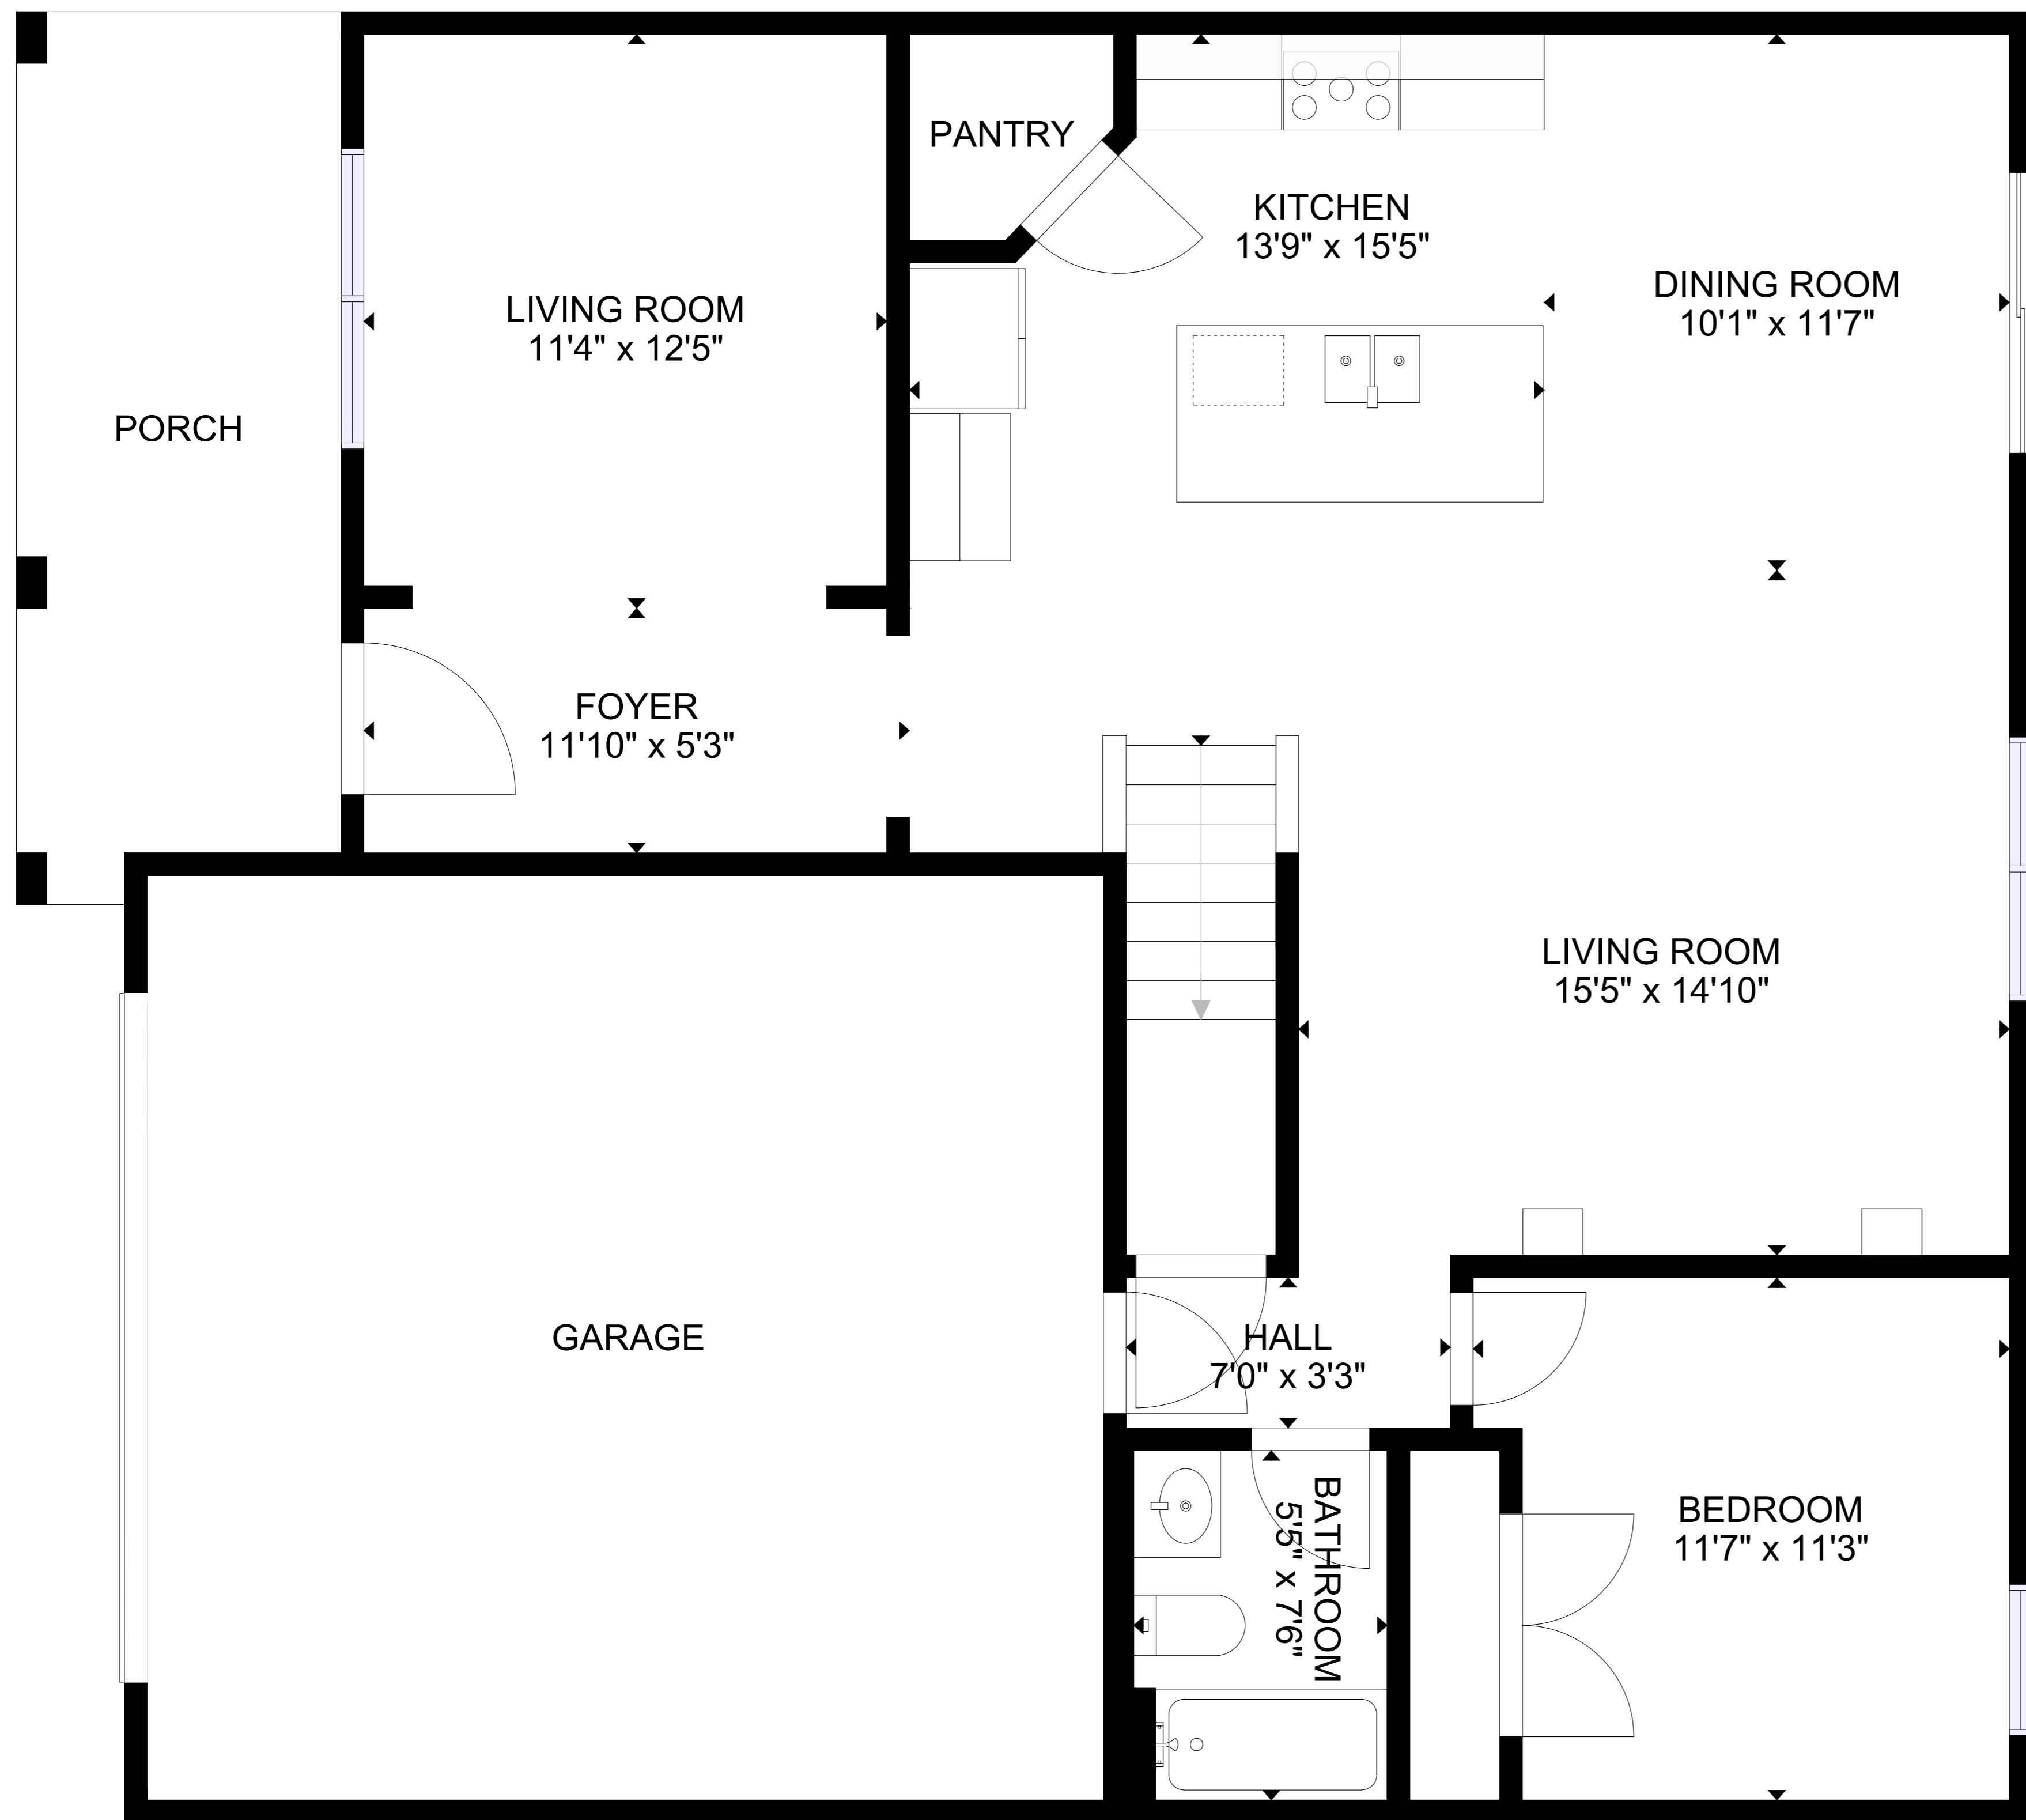 PANTRY
KITCHEN
13'9" x 15'5"
DINING ROOM
10'1" x 11'7"
LIVING ROOM
11'4" x 12'5"
PORCH
FOYER
11'10" x 5'3"
LIVING ROOM
15'5" x 14'10"
GARAGE
HALL
7'0" x 3'3"
BATHROOM
5'5" x 7'6"
BEDROOM
11'7" x 11'3"